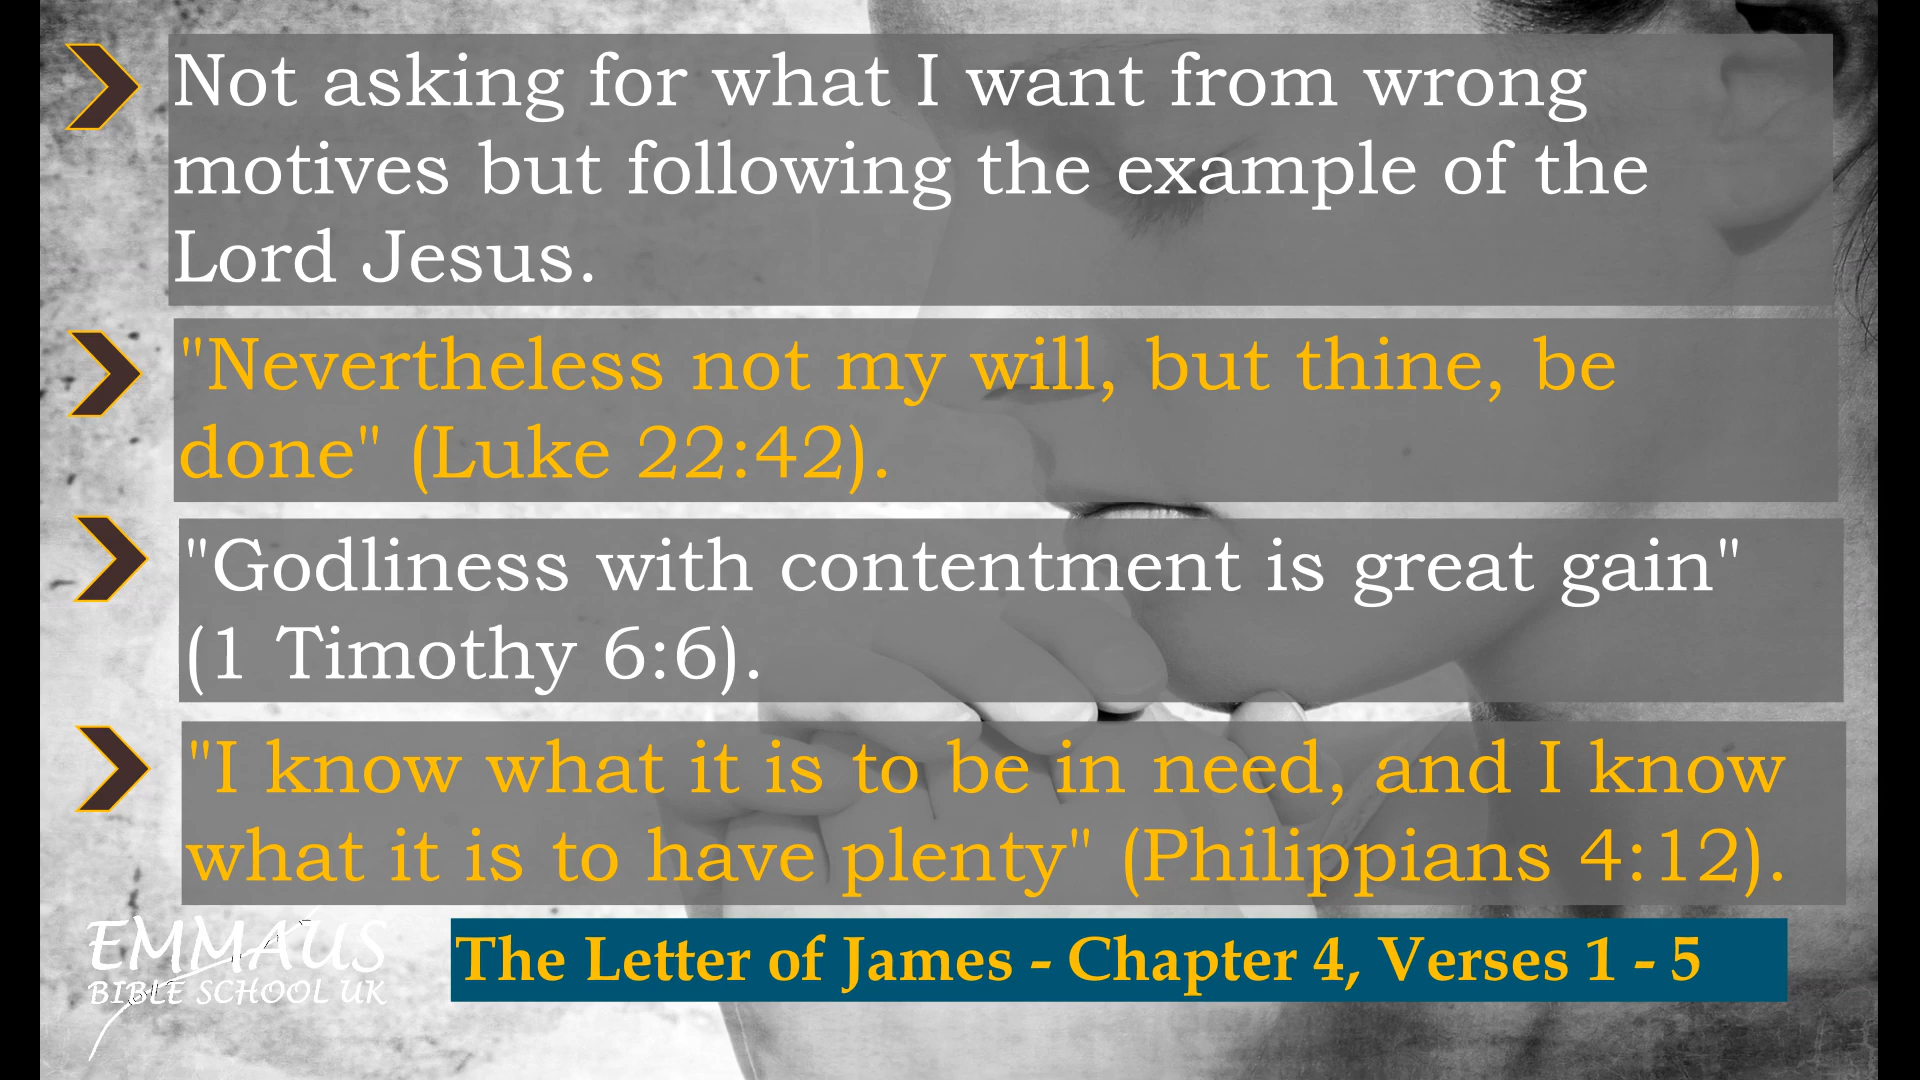 Not asking for what I want from wrong
motives but following the example of the
Lord Jesus.
"Nevertheless not my will, but thine, be
done" (Luke 22:42).
"Godliness with contentment is great gain"
(1 Timothy 6:6).
"I know what it is to be in need, and I know
what it is to have plenty" (Philippians 4:12).
EMMAUS
BIBLE SCHOOL UK
The Letter of James - Chapter 4, Verses 1 - 5